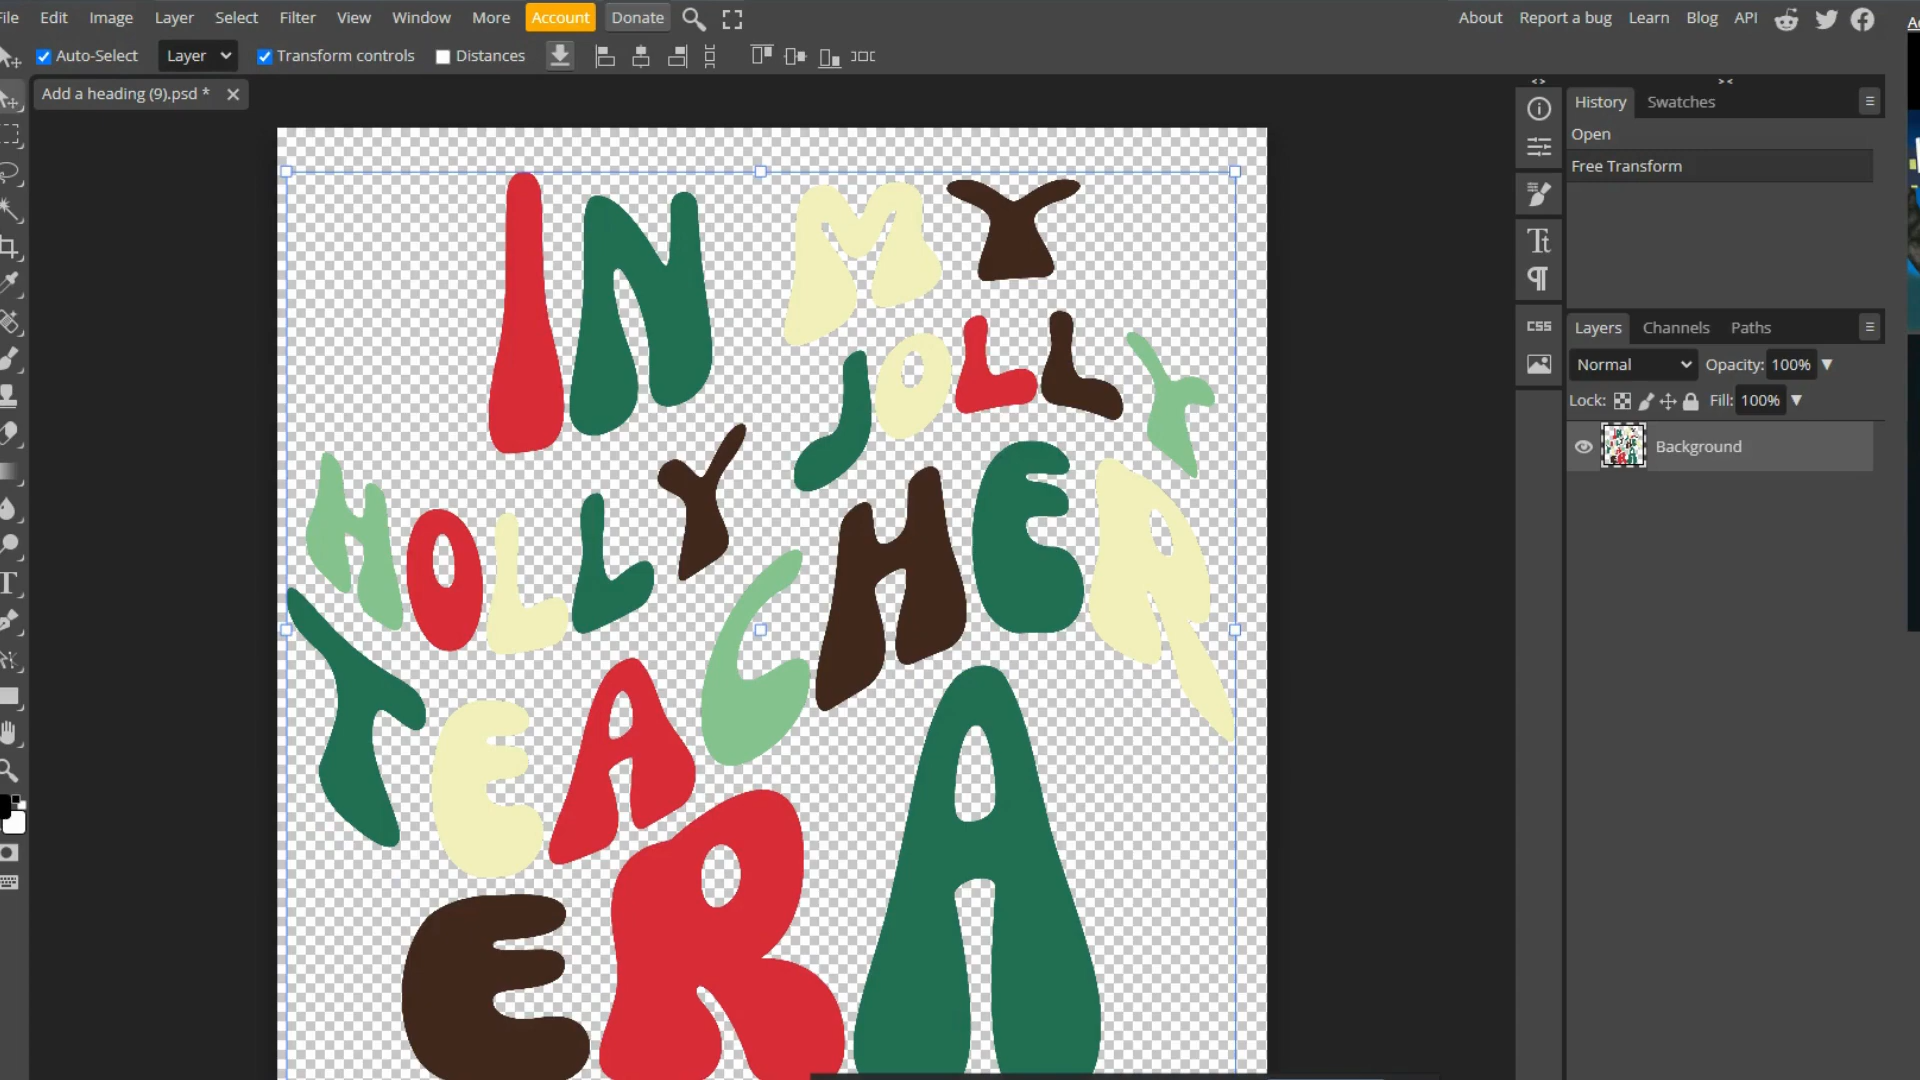 File Edit Image Layer Select Filter View Window More Account Donate About Report a bug Learn Blog API
Auto-Select Layer Transform controls Distances
Add a heading (9).psd *
History Swatches
Open
Free Transform
Tt
CSS
Layers Channels Paths
Normal Opacity: 100%
Lock: Fill: 100%
Background
IN MY
JOLLY
HOLLY
TEACHER
ERA